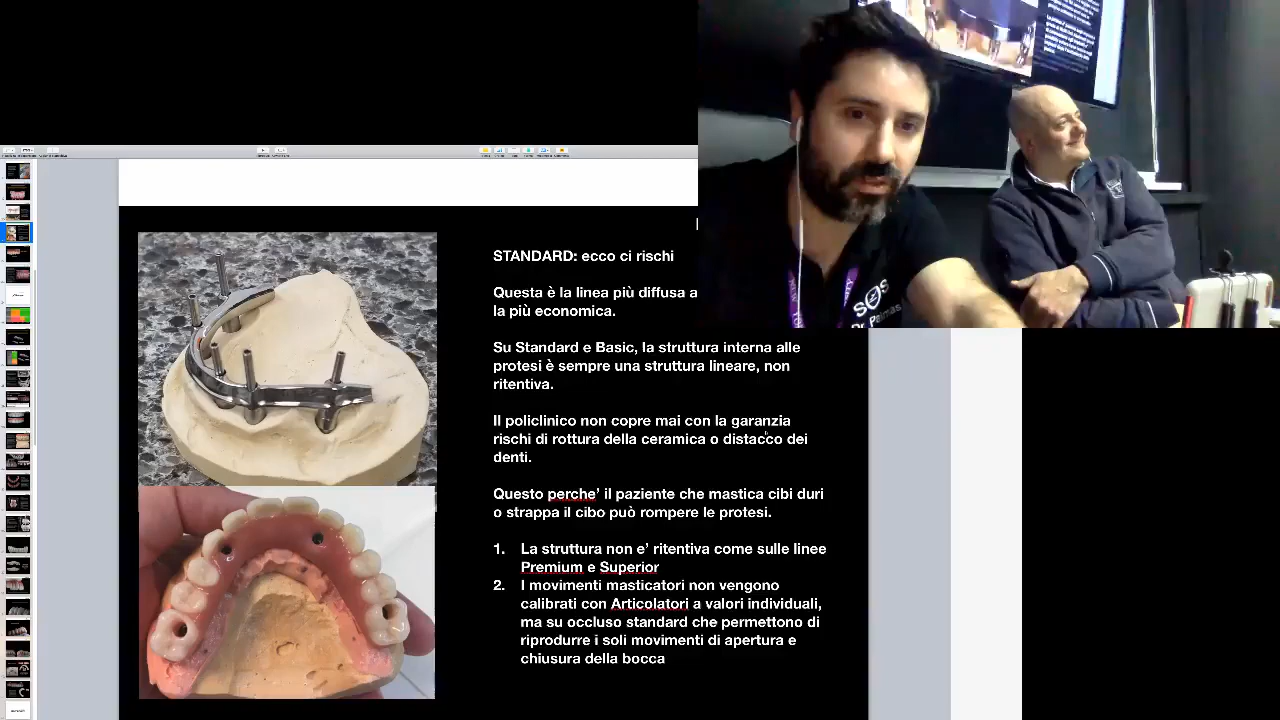 STANDARD: ecco ci rischi
Questa è la linea più diffusa a
la più economica.
Su Standard e Basic, la struttura interna alle
protesi è sempre una struttura lineare, non
ritentiva.
Il policlinico non copre mai con la garanzia
rischi di rottura della ceramica e distacco dei
denti.
Questo perche' il paziente che mastica cibi duri
o strappa il cibo può rompere le protesi.
1. La struttura non e' ritentiva come sulle linee
Premium e Superior
2. I movimenti masticatori non vengono
calibrati con Articolatori a valori individuali,
ma su occluso standard che permettono di
riprodurre i soli movimenti di apertura e
chiusura della bocca
SOS
Dr Palmas